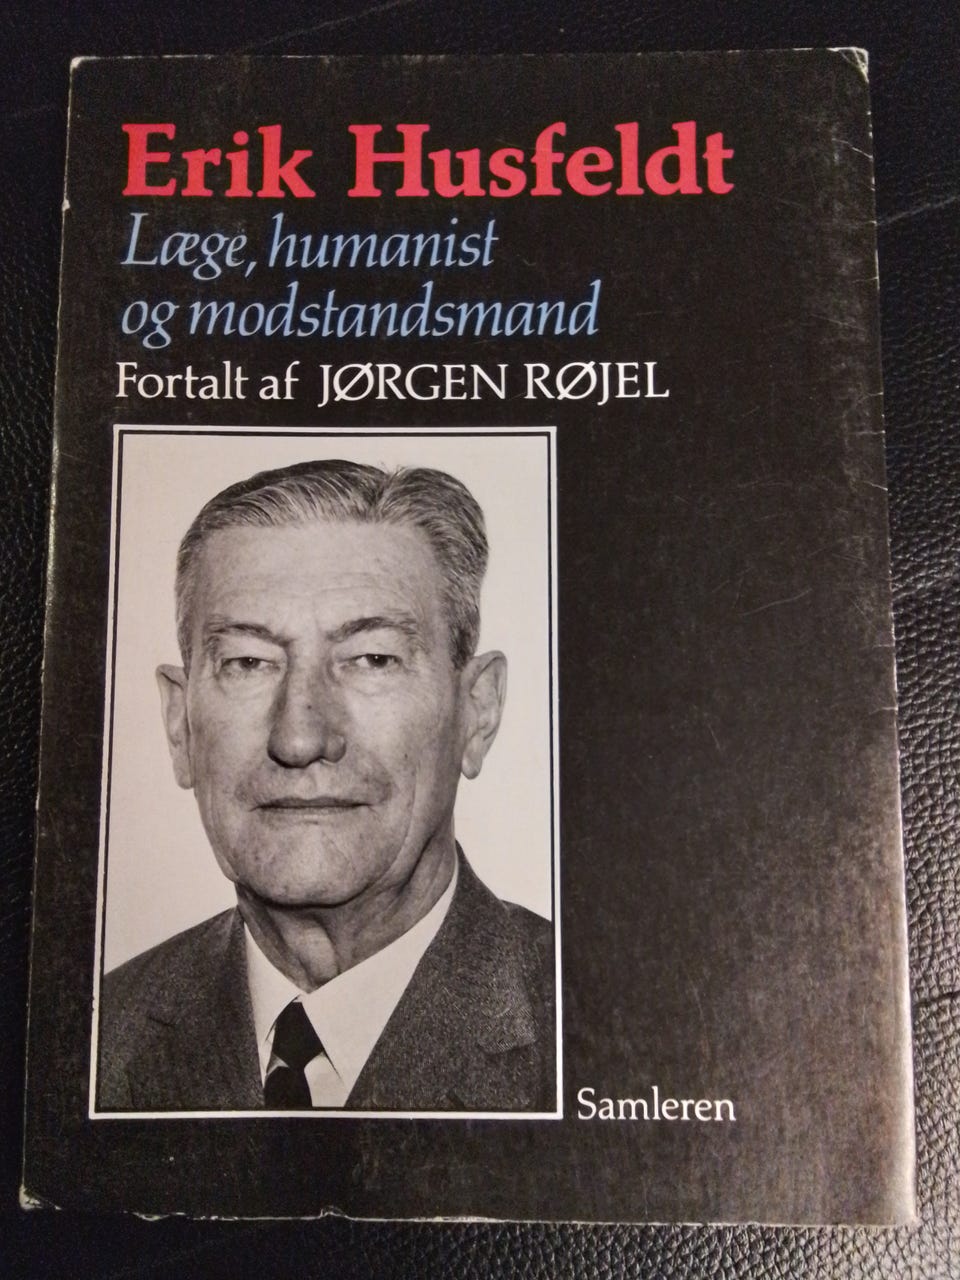 Erik Husfeldt
Læge, humanist
og modstandsmand
Fortalt af JØRGEN RØJEL
Samleren